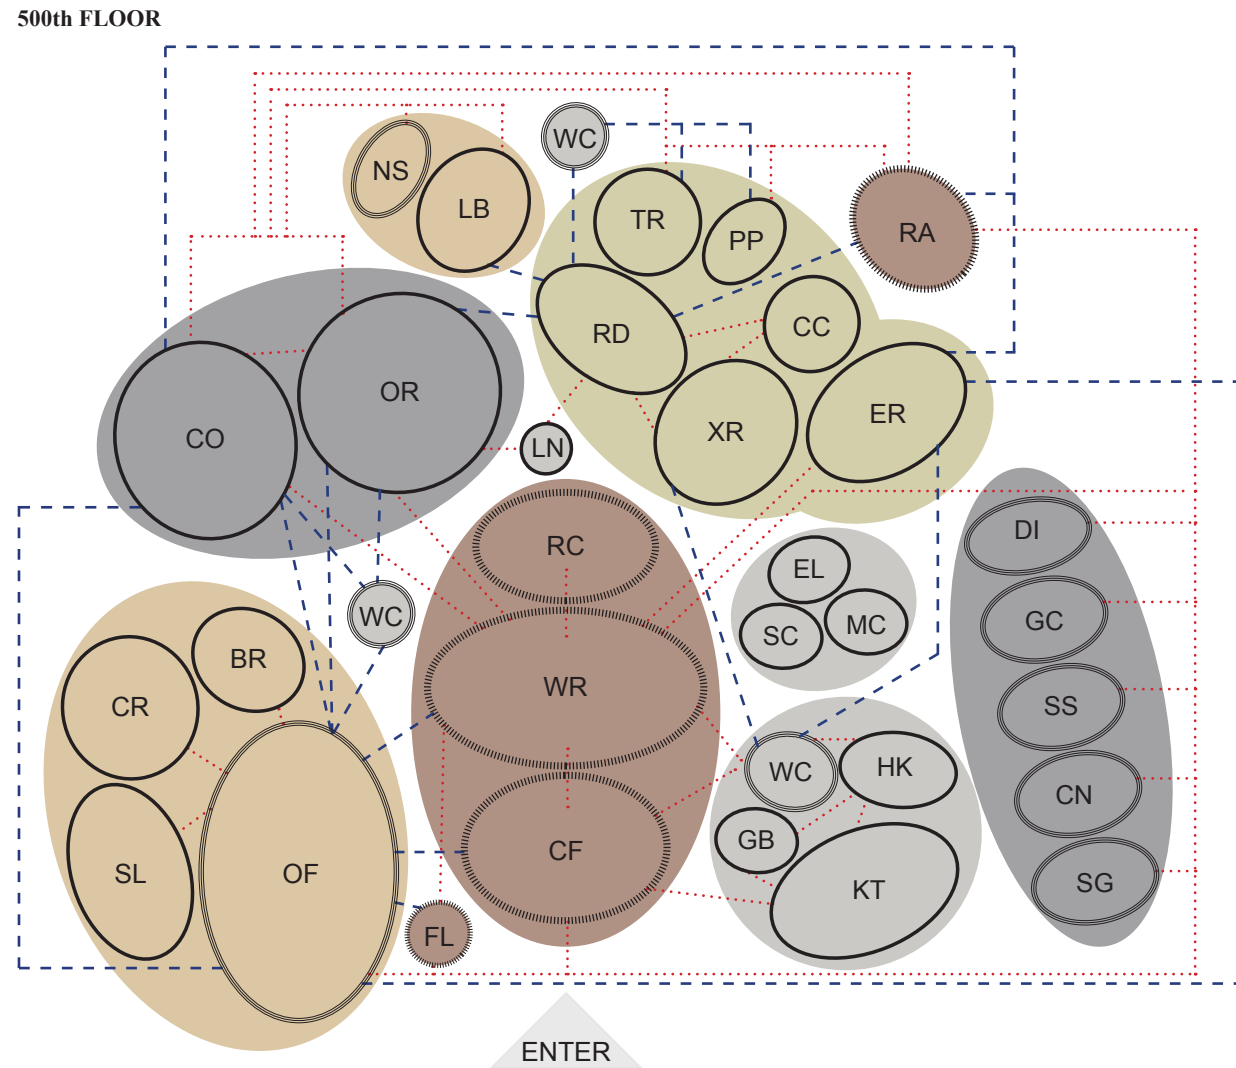 500th FLOOR
WC
NS
LB
TR
PP
RA
RD
CC
OR
CO
XR
ER
LN
DI
RC
EL
GC
WC
SC
MC
BR
WR
CR
SS
WC
HK
CN
GB
CF
SL
OF
KT
SG
FL
ENTER